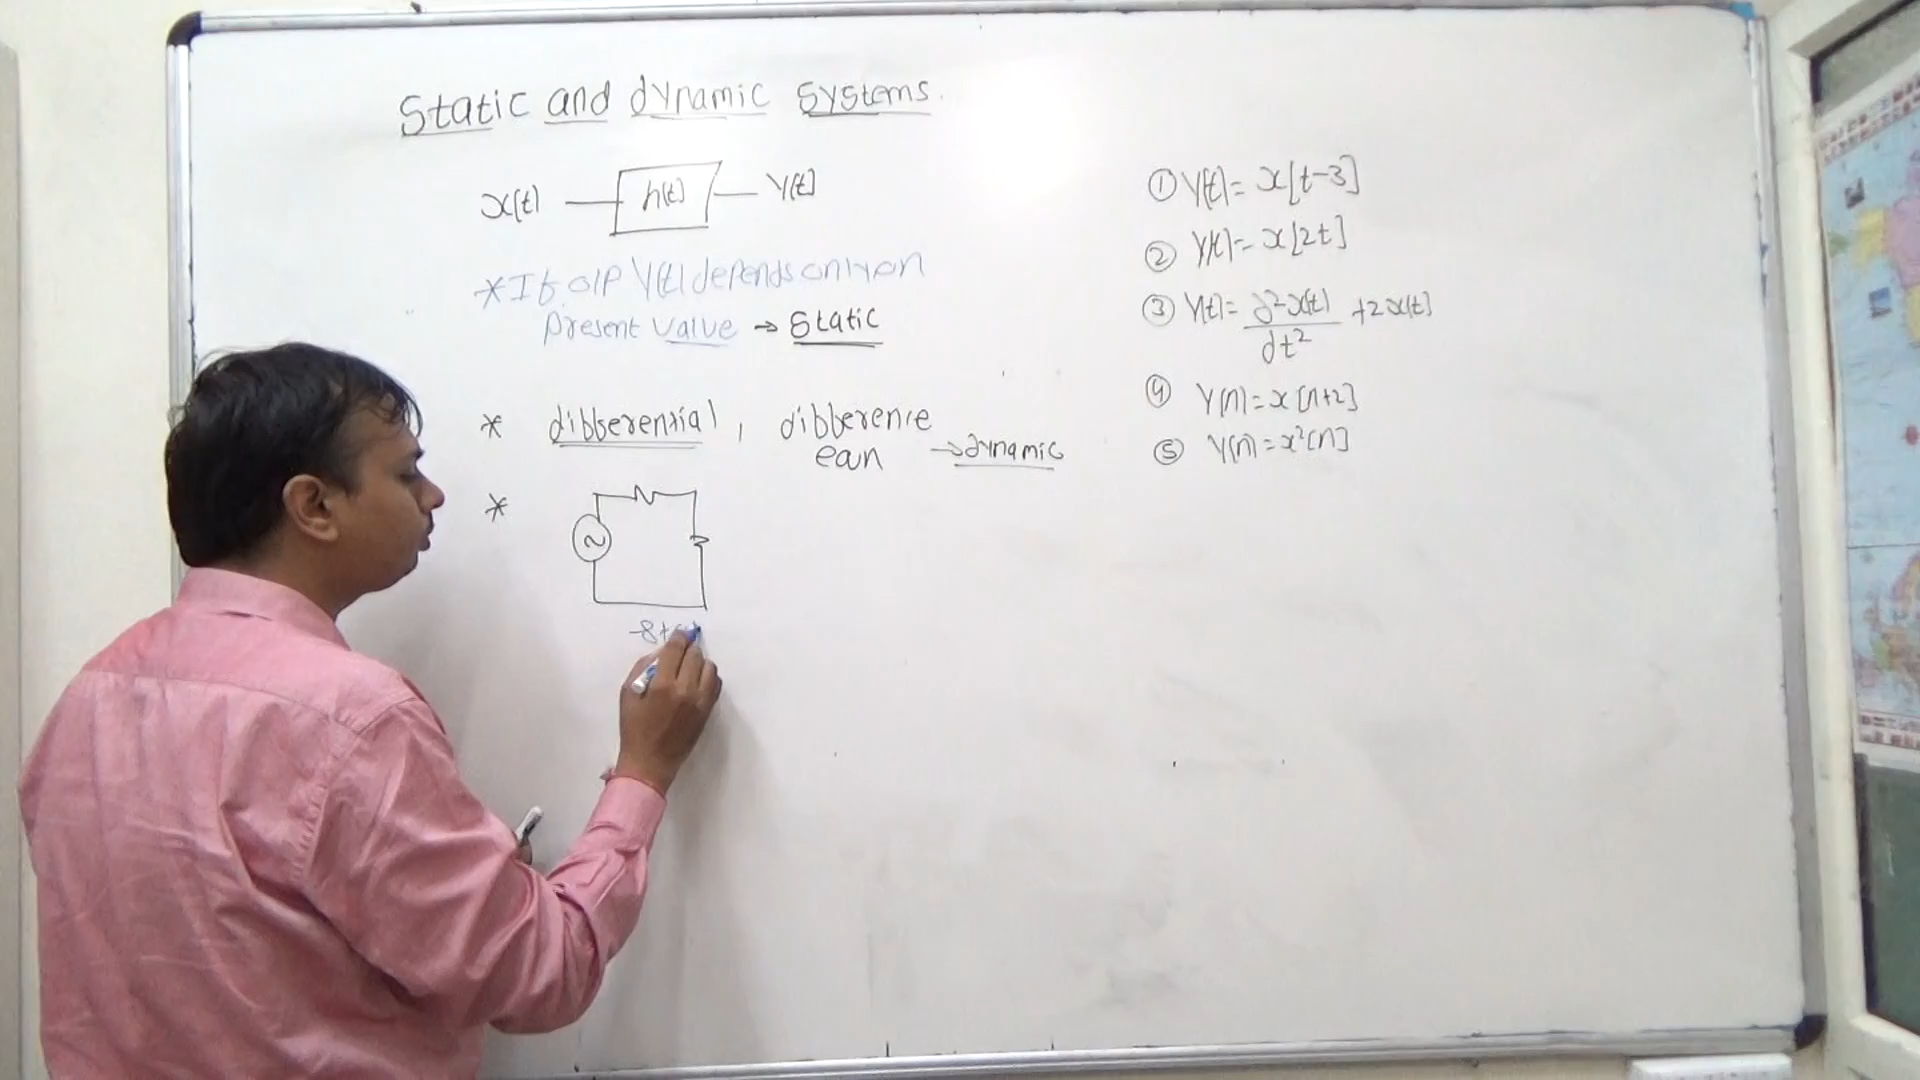 Static and dynamic systems.
x(t) h(t) y(t)
* If o/p y(t) depends only on
present value → static
* differential, difference
eqn → dynamic
*
① y(t) = x[t-3]
② y(t) = x[2t]
③ y(t) = d²x(t)/dt² + 2x(t)
④ y[n] = x[n+2]
⑤ y[n] = x²[n]